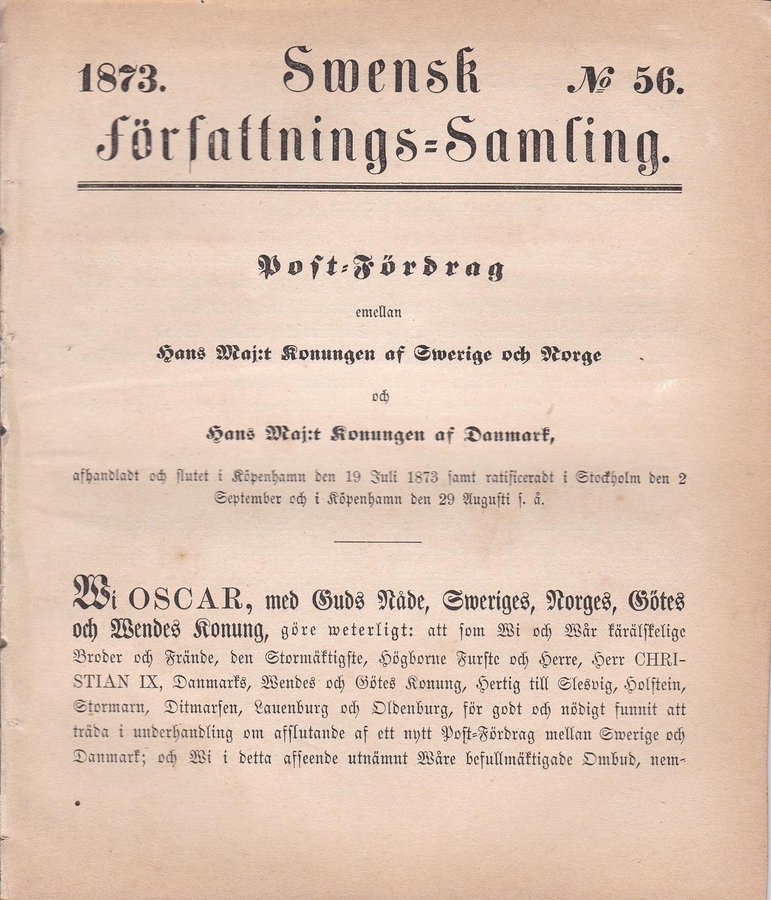 1873. Swensk № 56.
Författnings=Samling.
Post=Fördrag
emellan
Hans Maj:t Konungen af Swerige och Norge
och
Hans Maj:t Konungen af Danmark,
afhandladt och slutet i Köpenhamn den 19 Juli 1873 samt ratificeradt i Stockholm den 2
September och i Köpenhamn den 29 Augusti s. å.
Wi OSCAR, med Guds Nåde, Sweriges, Norges, Götes
och Wendes Konung, göre weterligt: att som Wi och Wår kärälskelige
Broder och Frände, den Stormäktigste, Högborne Furste och Herre, Herr CHRI-
STIAN IX, Danmarks, Wendes och Götes Konung, Hertig till Slesvig, Holstein,
Stormarn, Ditmarsen, Lauenburg och Oldenburg, för godt och nödigt funnit att
träda i underhandling om afslutande af ett nytt Post=Fördrag mellan Swerige och
Danmark; och Wi i detta afseende utnämnt Wåre befullmäktigade Ombud, nem-